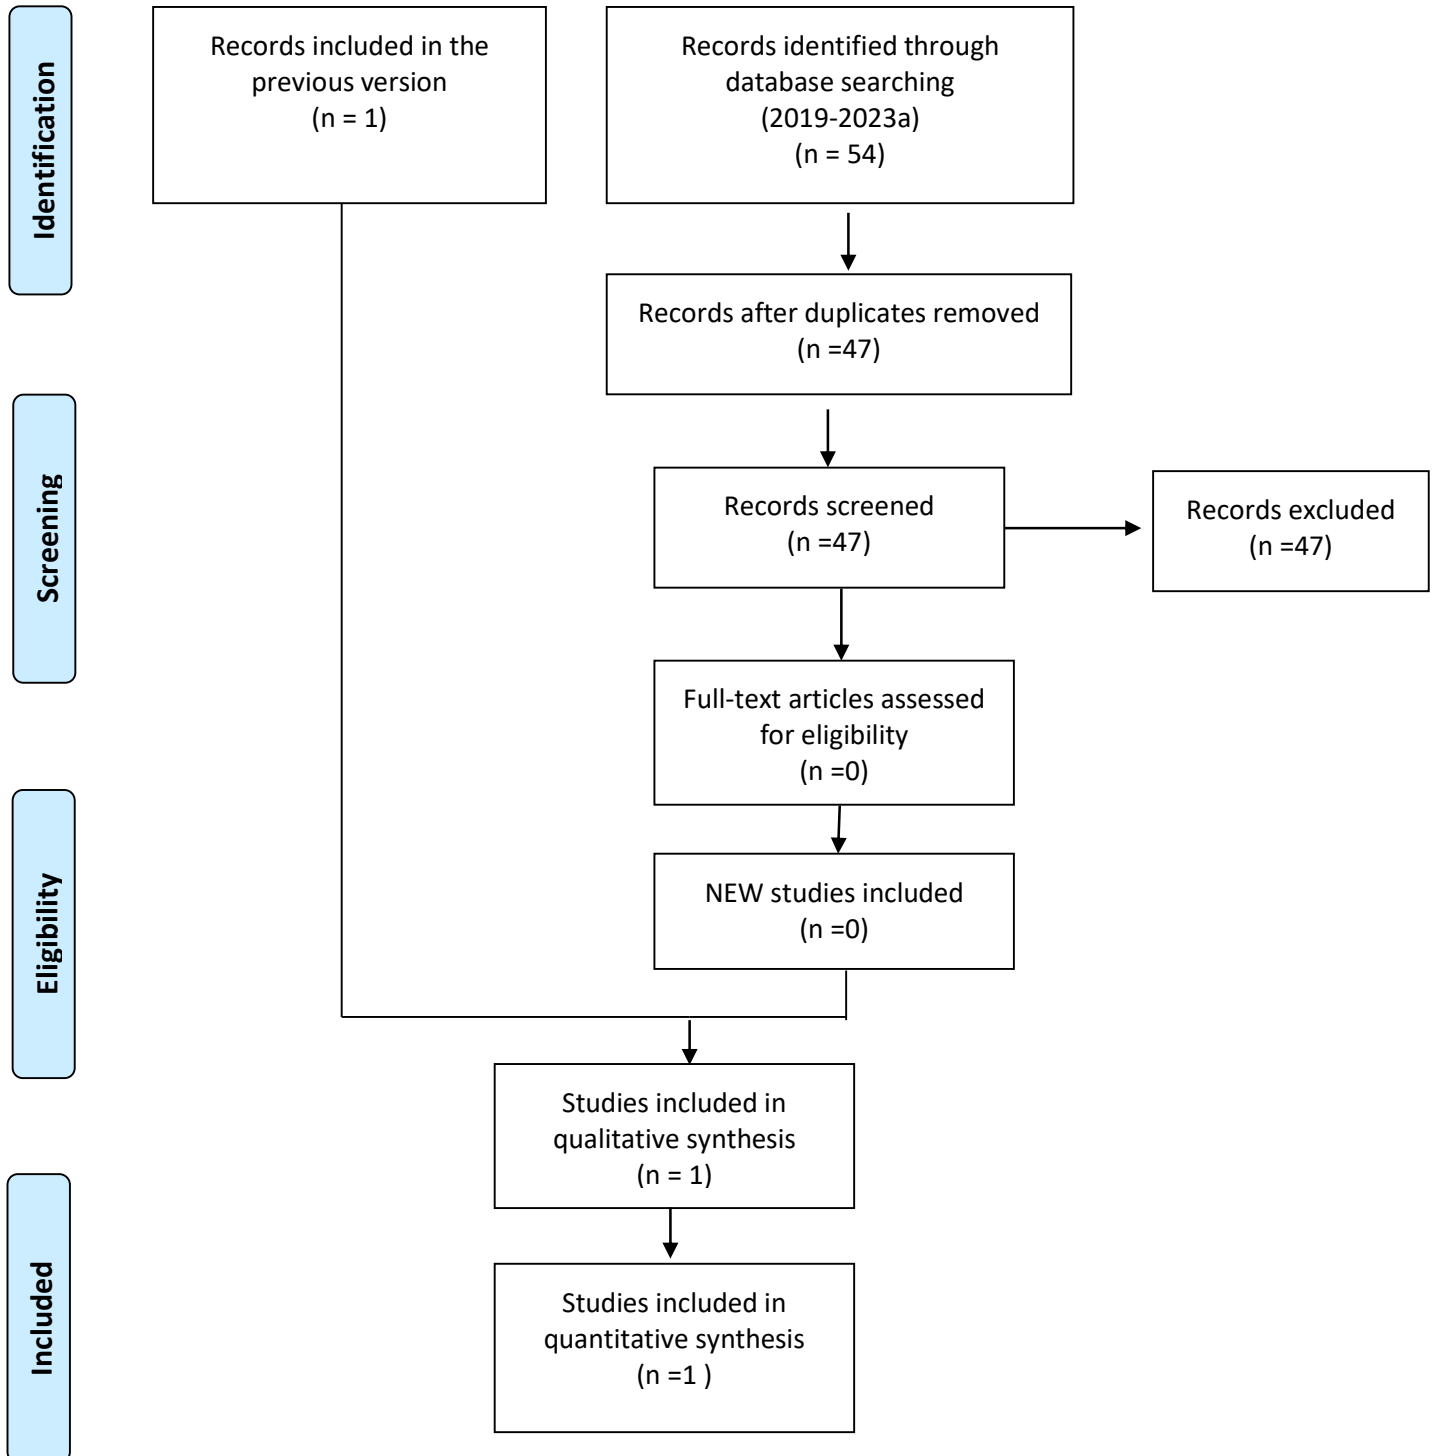 Identification
Records included in the
previous version
(n = 1)
Records identified through
database searching
(2019-2023a)
(n = 54)
Records after duplicates removed
(n =47)
Screening
Records screened
(n =47)
Records excluded
(n =47)
Full-text articles assessed
for eligibility
(n =0)
Eligibility
NEW studies included
(n =0)
Studies included in
qualitative synthesis
(n = 1)
Included
Studies included in
quantitative synthesis
(n =1 )